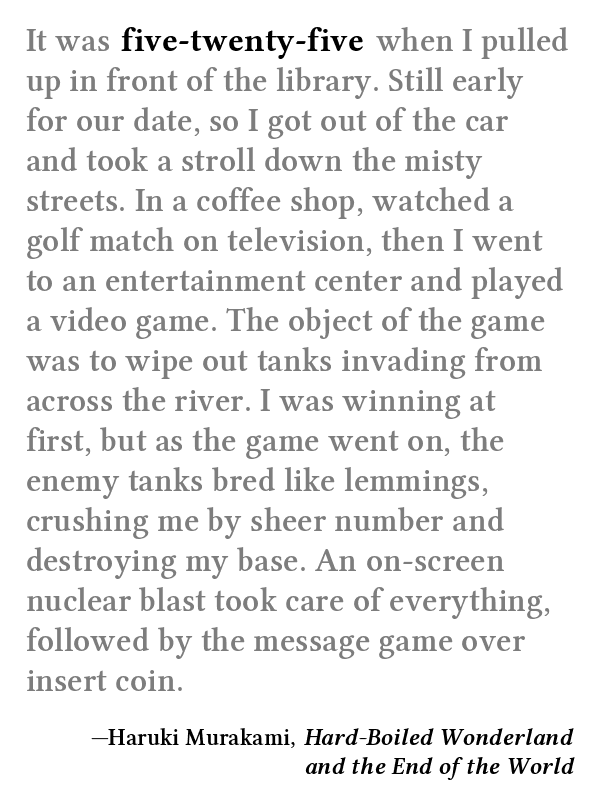 It was five-twenty-five when I pulled
up in front of the library. Still early
for our date, so I got out of the car
and took a stroll down the misty
streets. In a coffee shop, watched a
golf match on television, then I went
to an entertainment center and played
a video game. The object of the game
was to wipe out tanks invading from
across the river. I was winning at
first, but as the game went on, the
enemy tanks bred like lemmings,
crushing me by sheer number and
destroying my base. An on-screen
nuclear blast took care of everything,
followed by the message game over
insert coin.
—Haruki Murakami, Hard-Boiled Wonderland
and the End of the World